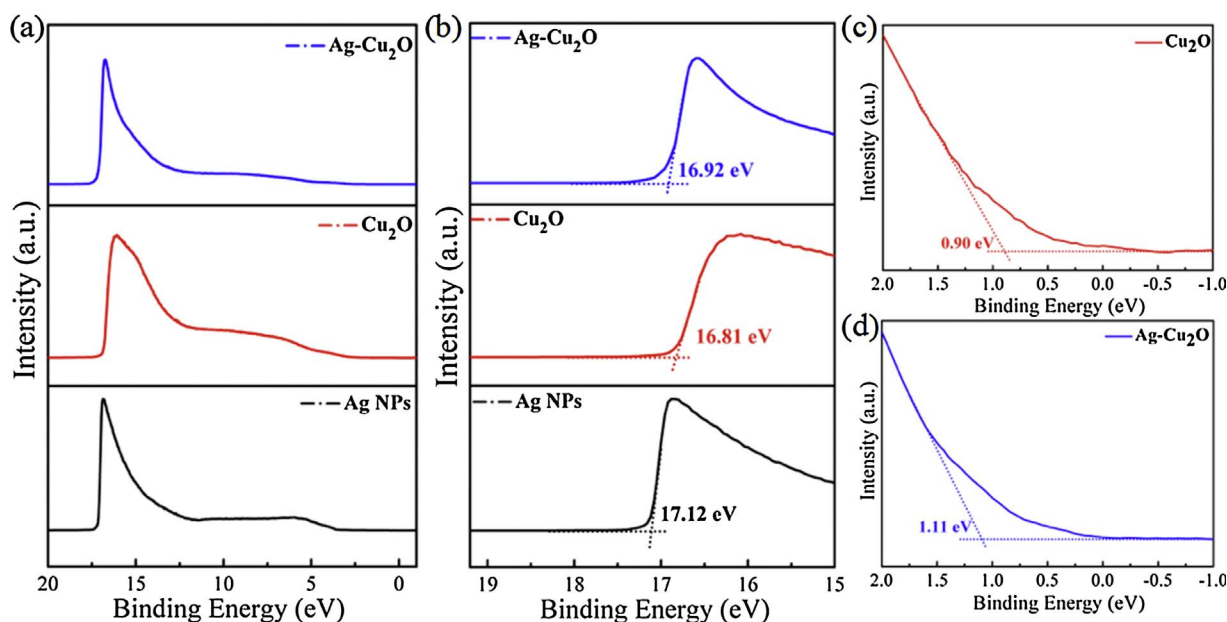 (a)
Ag-Cu₂O
Cu₂O
Ag NPs
Intensity (a.u.)
20 15 10 5 0
Binding Energy (eV)
(b)
Ag-Cu₂O
16.92 eV
Cu₂O
16.81 eV
Ag NPs
17.12 eV
Intensity (a.u.)
19 18 17 16 15
Binding Energy (eV)
(c)
Cu₂O
0.90 eV
Intensity (a.u.)
2.0 1.5 1.0 0.5 0.0 -0.5 -1.0
Binding Energy (eV)
(d)
Ag-Cu₂O
1.11 eV
Intensity (a.u.)
2.0 1.5 1.0 0.5 0.0 -0.5 -1.0
Binding Energy (eV)